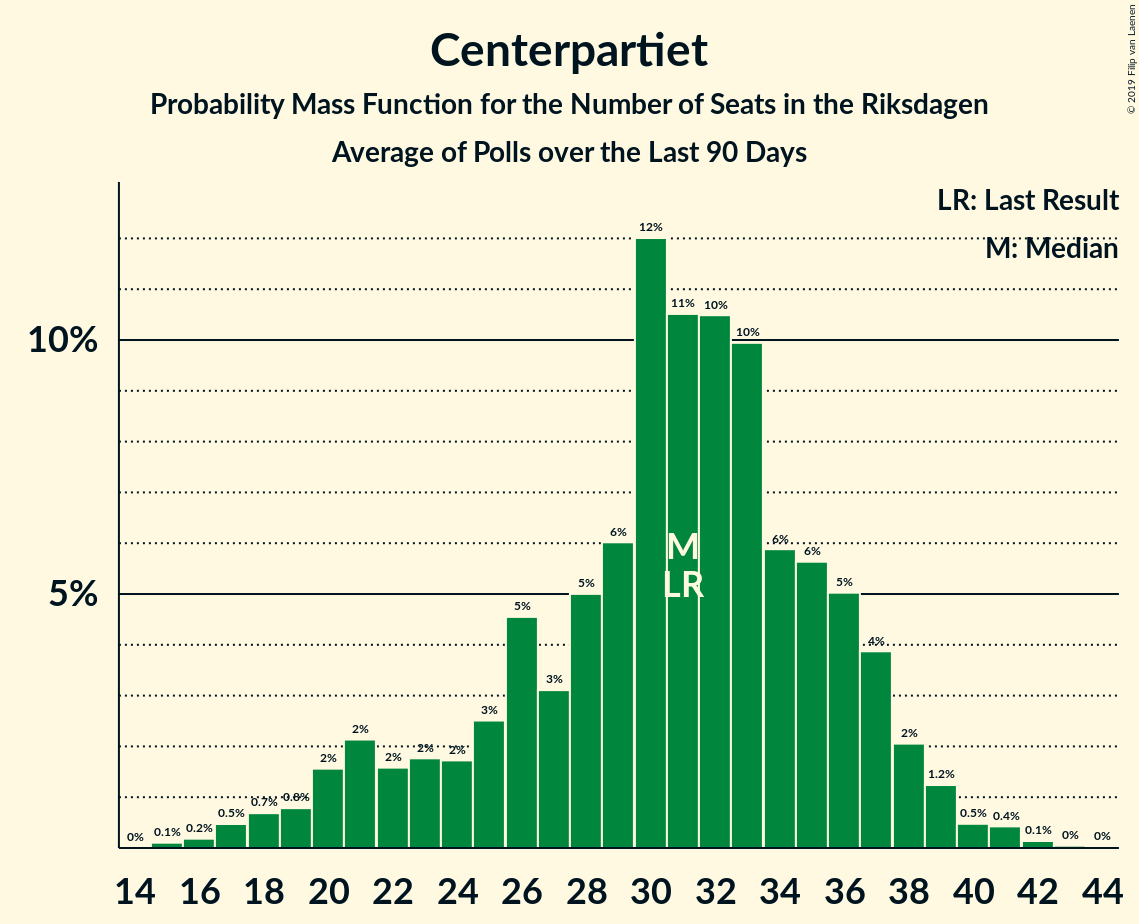 Centerpartiet
Probability Mass Function for the Number of Seats in the Riksdagen
Average of Polls over the Last 90 Days
© 2019 Filip van Laenen
LR: Last Result
M: Median
10%
5%
0% 0.1% 0.2% 0.5% 0.7% 0.8% 2% 2% 2% 2% 2% 3% 5% 3% 5% 6% 12% 11% 10% 10% 6% 6% 5% 4% 2% 1.2% 0.5% 0.4% 0.1% 0% 0%
M
LR
14 16 18 20 22 24 26 28 30 32 34 36 38 40 42 44